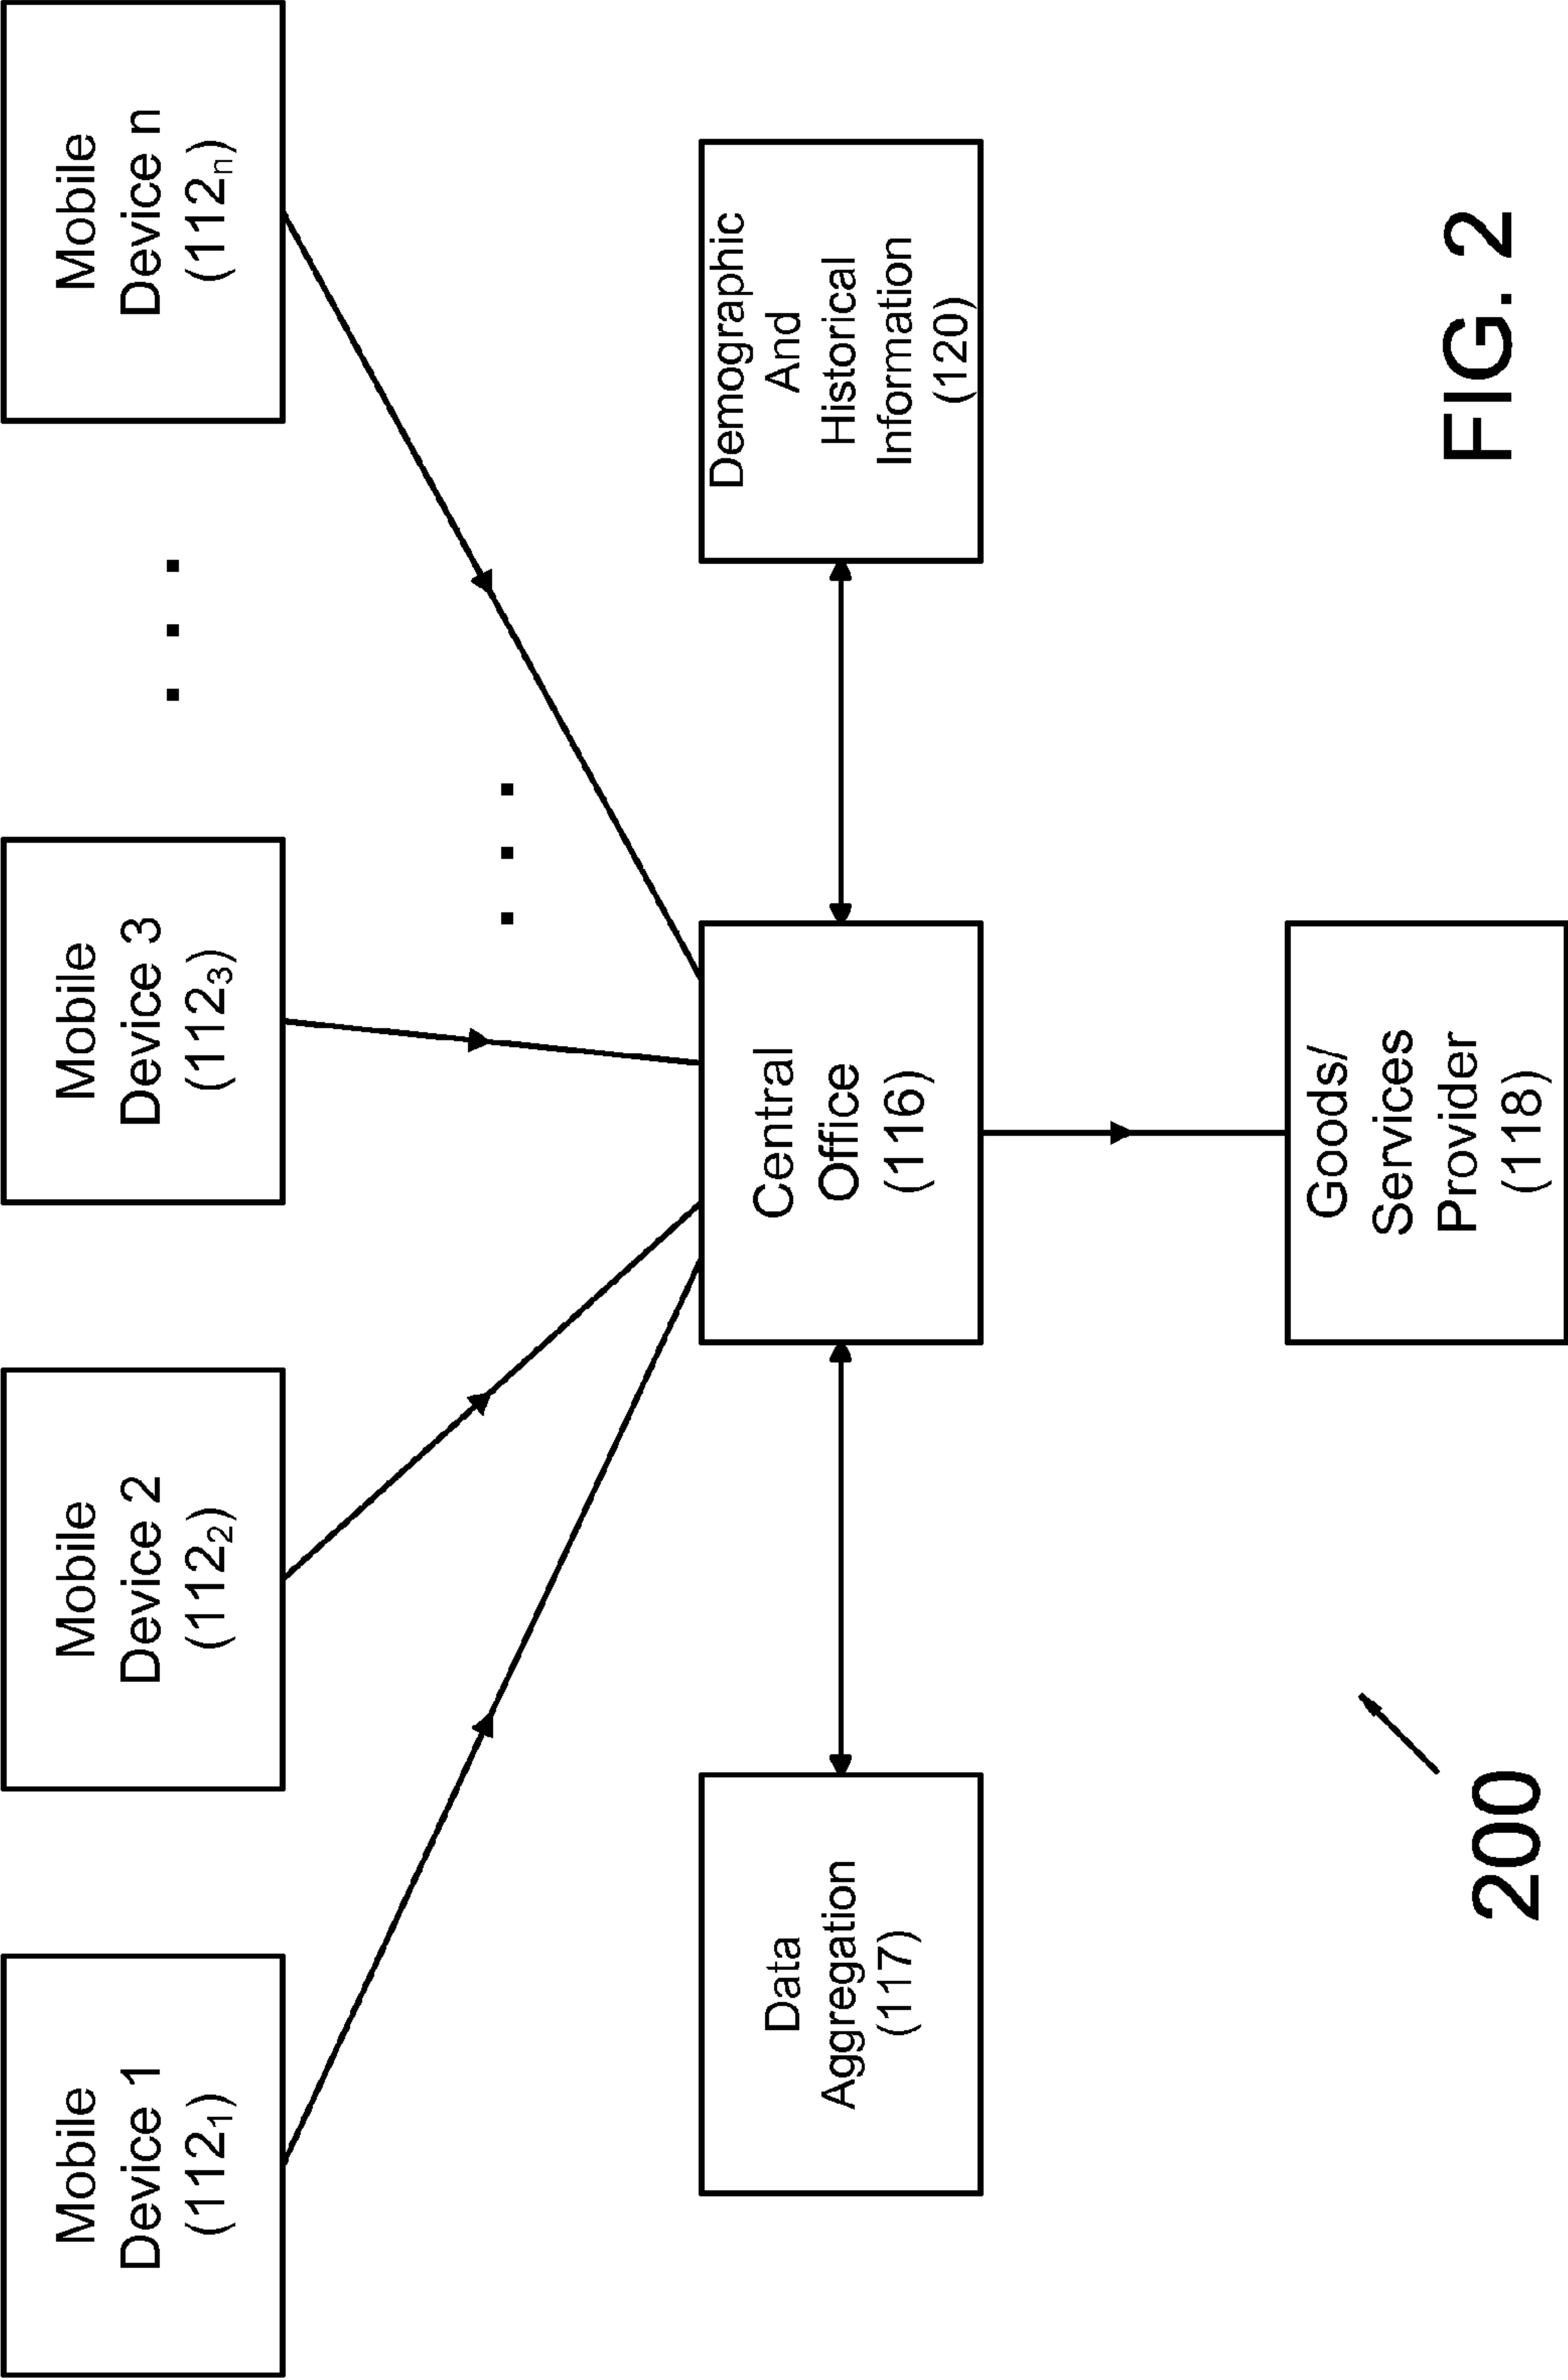 Mobile
Device 1
(112₁)
Mobile
Device 2
(112₂)
Mobile
Device 3
(112₃)
. . .
Mobile
Device n
(112ₙ)
. . .
Data
Aggregation
(117)
Central
Office
(116)
Demographic
And
Historical
Information
(120)
Goods/
Services
Provider
(118)
200
FIG. 2